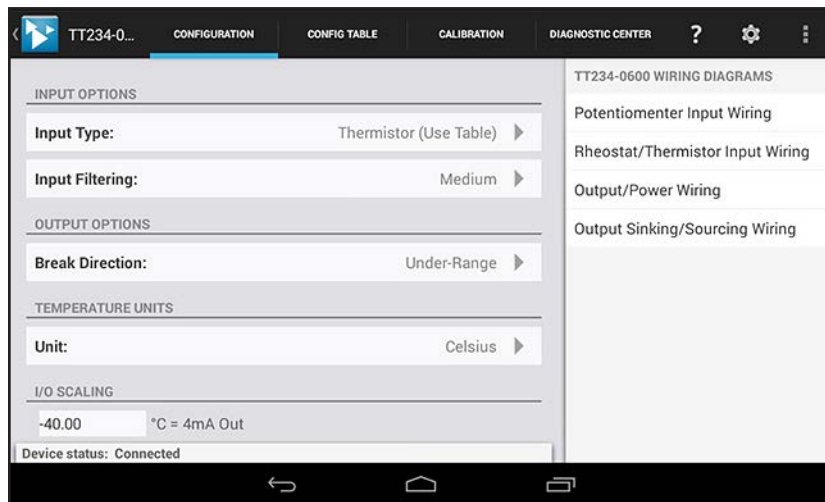 TT234-0... CONFIGURATION CONFIG TABLE CALIBRATION DIAGNOSTIC CENTER ?
INPUT OPTIONS
Input Type: Thermistor (Use Table)
Input Filtering: Medium
OUTPUT OPTIONS
Break Direction: Under-Range
TEMPERATURE UNITS
Unit: Celsius
I/O SCALING
-40.00 °C = 4mA Out
Device status: Connected
TT234-0600 WIRING DIAGRAMS
Potentiomenter Input Wiring
Rheostat/Thermistor Input Wiring
Output/Power Wiring
Output Sinking/Sourcing Wiring